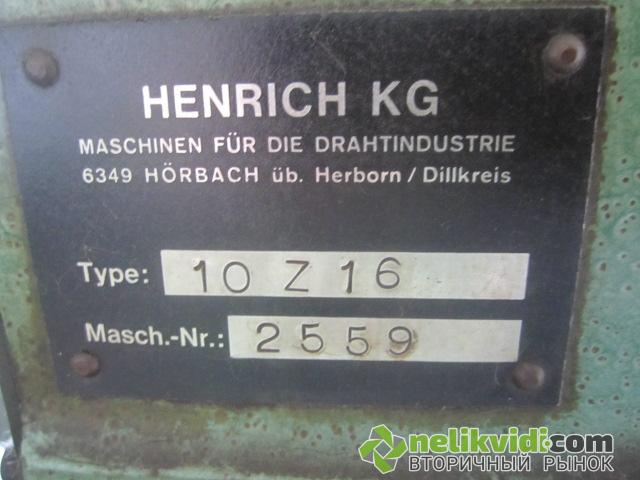 HENRICH KG
MASCHINEN FÜR DIE DRAHTINDUSTRIE
6349 HÖRBACH üb. Herborn / Dillkreis
Type: 10 Z 16
Masch.-Nr.: 2559
nelikvidi.com
ВТОРИЧНЫЙ РЫНОК